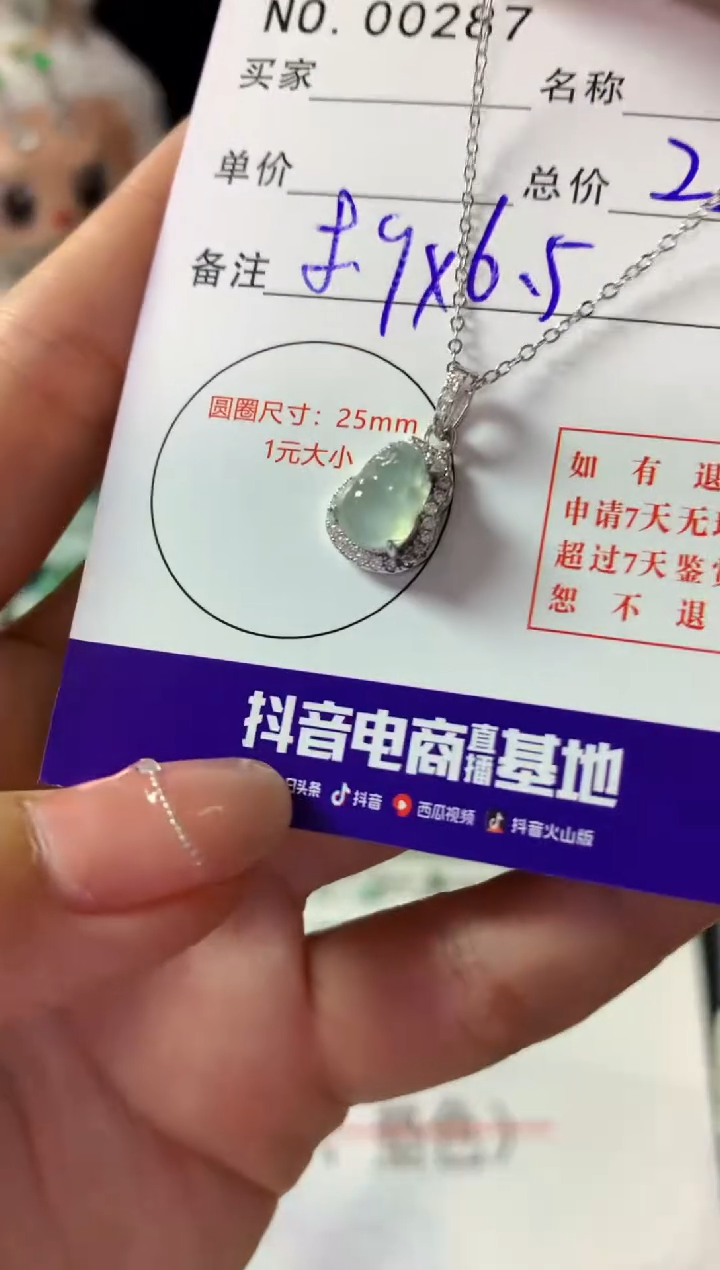 NO. 00287
买家 名称
单价 总价 2
备注 9x6.5
圆圈尺寸：25mm
1元大小
如有退
申请7天无
超过7天鉴
恕不退
抖音电商直播基地
头条 抖音 西瓜视频 抖音火山版